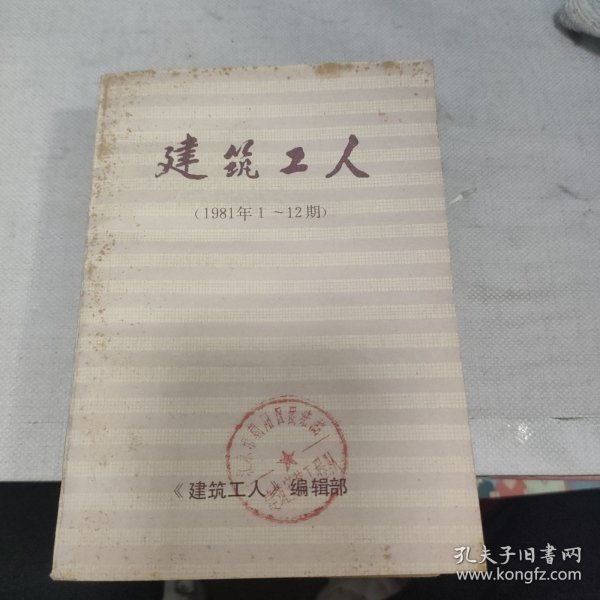 建筑工人
（1981年1～12期）
《建筑工人》编辑部
孔夫子旧书网
www.kongfz.com